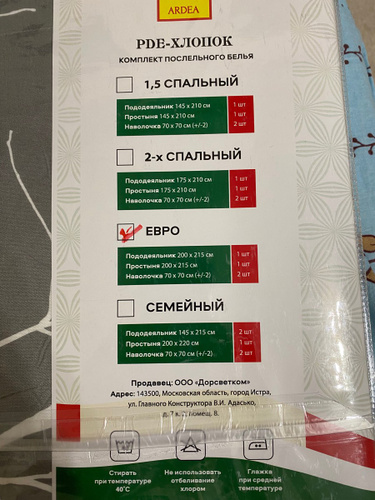 ARDEA
PDE-ХЛОПОК
КОМПЛЕКТ ПОСЛЕЛЬНОГО БЕЛЬЯ
1,5 СПАЛЬНЫЙ
Пододеяльник 145 х 210 см 1 шт
Простыня 145 х 210 см 1 шт
Наволочка 70 х 70 см (+/-2) 2 шт
2-х СПАЛЬНЫЙ
Пододеяльник 175 х 210 см 1 шт
Простыня 175 х 210 см 1 шт
Наволочка 70 х 70 см (+/-2) 2 шт
ЕВРО
Пододеяльник 200 х 215 см 1 шт
Простыня 200 х 215 см 1 шт
Наволочка 70 х 70 см (+/-2) 2 шт
СЕМЕЙНЫЙ
Пододеяльник 145 х 215 см 2 шт
Простыня 200 х 220 см 1 шт
Наволочка 70 х 70 см (+/-2) 2 шт
Продавец: ООО «Дорсветком»
Адрес: 143500, Московская область, город Истра,
ул. Главного Конструктора В.И. Адасько,
д. 7 к. помещ. 8.
Стирать
при температуре
40°С
Не использовать
отбеливание
хлором
Глажка
при средней
температуре